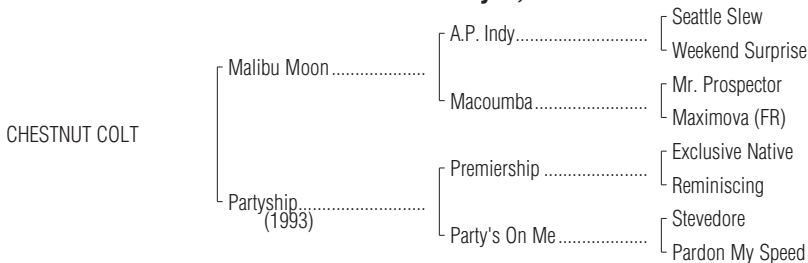 Seattle Slew
A.P. Indy
Weekend Surprise
Malibu Moon
Mr. Prospector
Macoumba
Maximova (FR)
CHESTNUT COLT
Exclusive Native
Premiership
Reminiscing
Partyship
(1993)
Stevedore
Party's On Me
Pardon My Speed